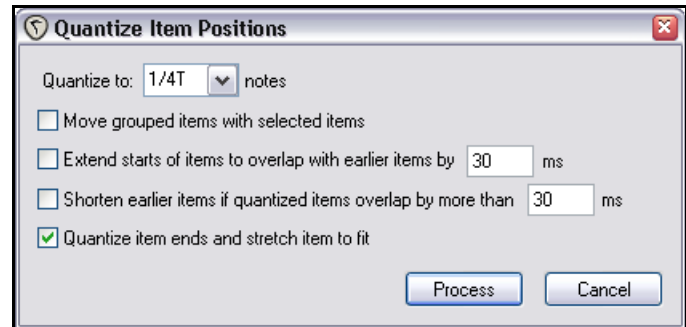 Quantize Item Positions
Quantize to: 1/4T notes
Move grouped items with selected items
Extend starts of items to overlap with earlier items by 30 ms
Shorten earlier items if quantized items overlap by more than 30 ms
Quantize item ends and stretch item to fit
Process Cancel